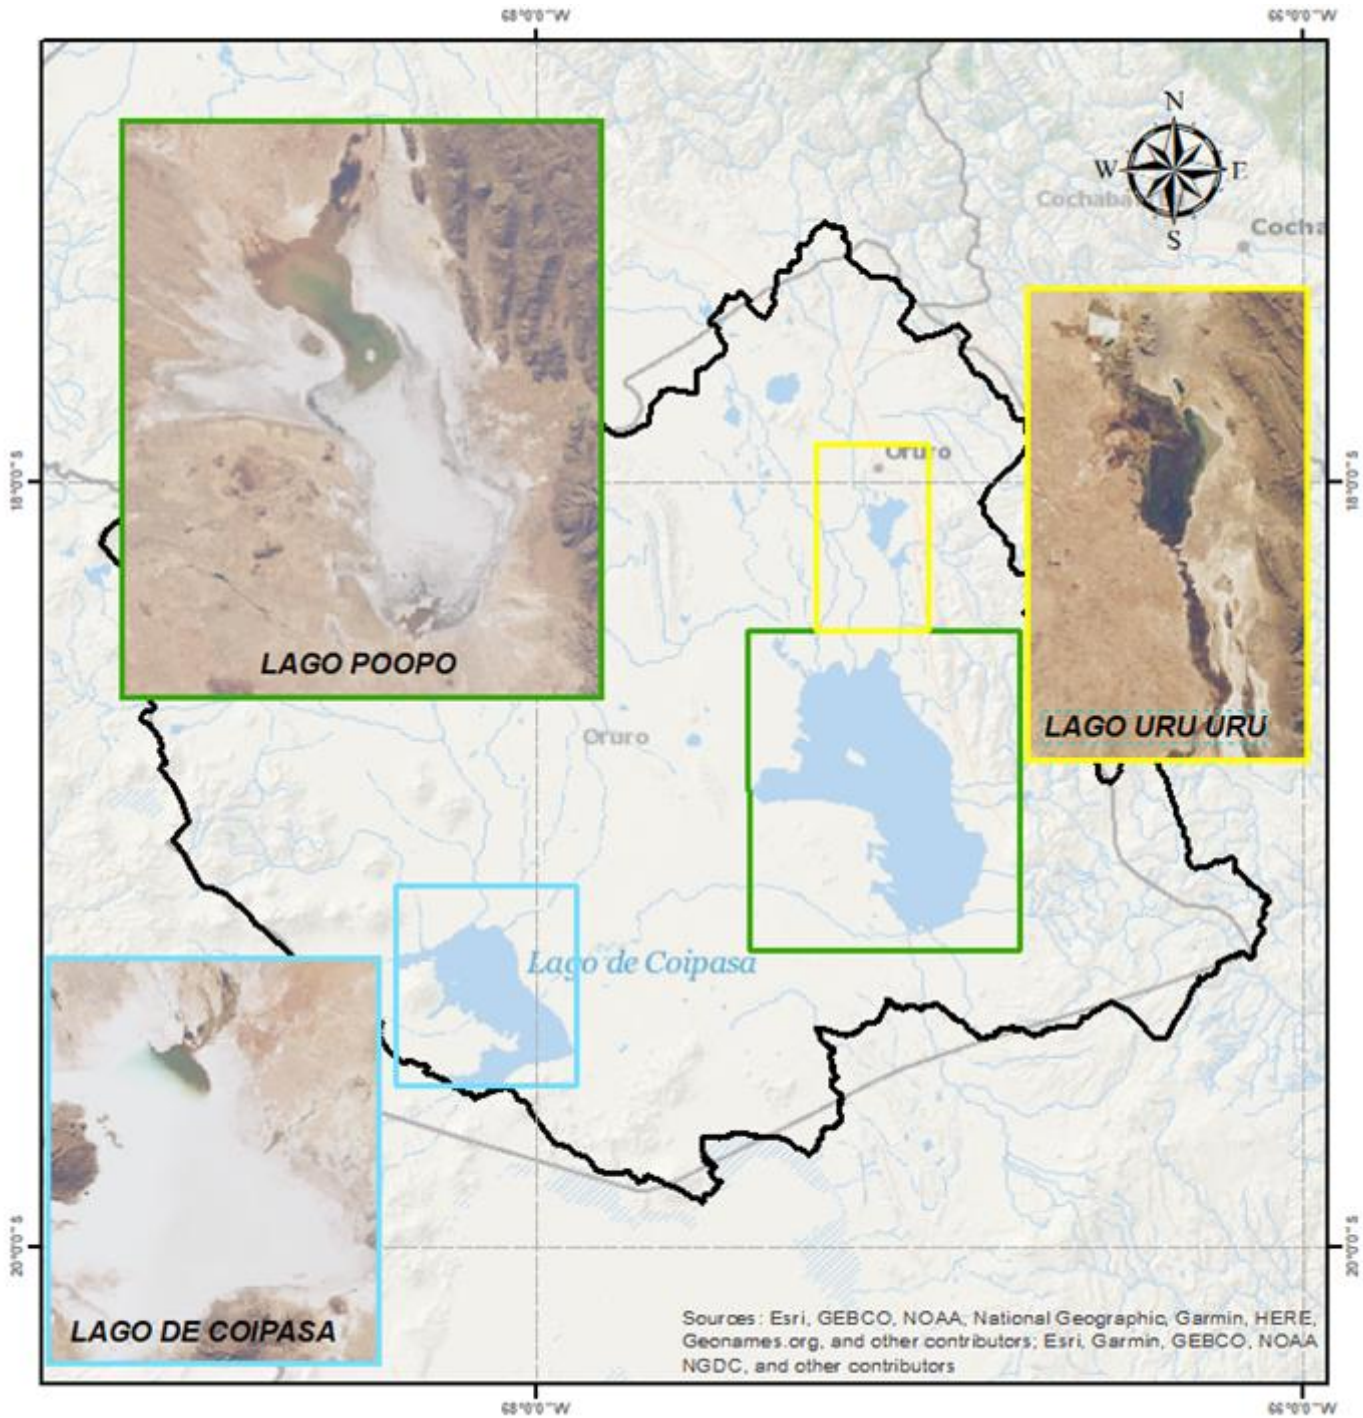 68°0'0"W
66°0'0"W
N
W
E
S
Cochaba
Cocha
Oruro
18°0'0"S
18°0'0"S
LAGO POOPO
LAGO URU URU
Oruro
Lago de Coipasa
20°0'0"S
20°0'0"S
LAGO DE COIPASA
Sources: Esri, GEBCO, NOAA, National Geographic, Garmin, HERE,
Geonames.org, and other contributors; Esri, Garmin, GEBCO, NOAA
NGDC, and other contributors
68°0'0"W
66°0'0"W